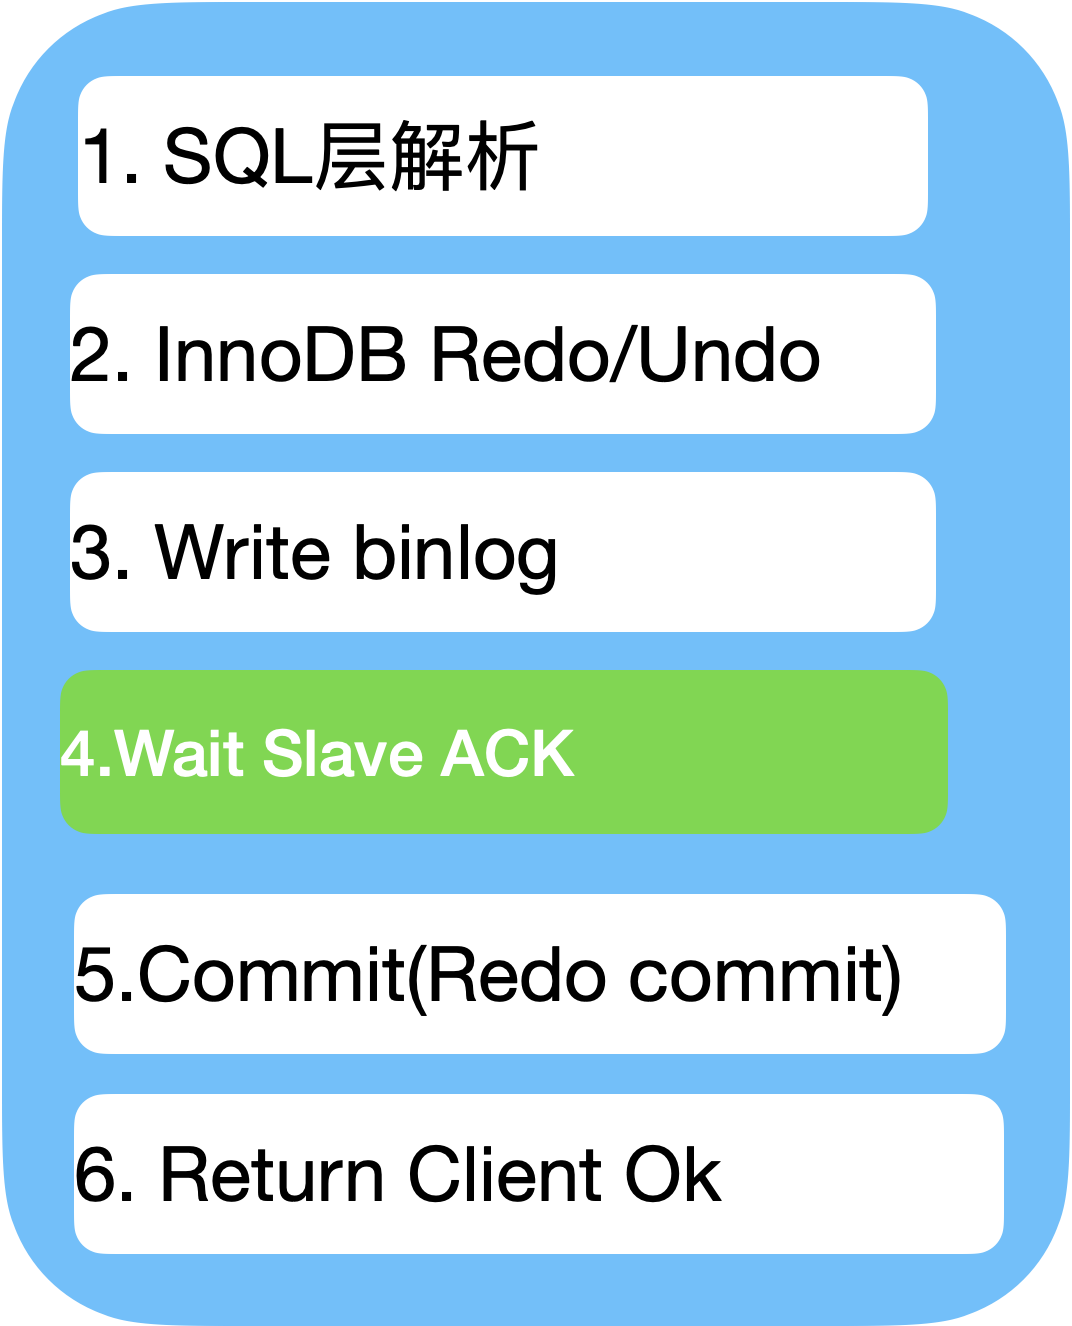 1. SQL层解析
2. InnoDB Redo/Undo
3. Write binlog
4.Wait Slave ACK
5.Commit(Redo commit)
6. Return Client Ok